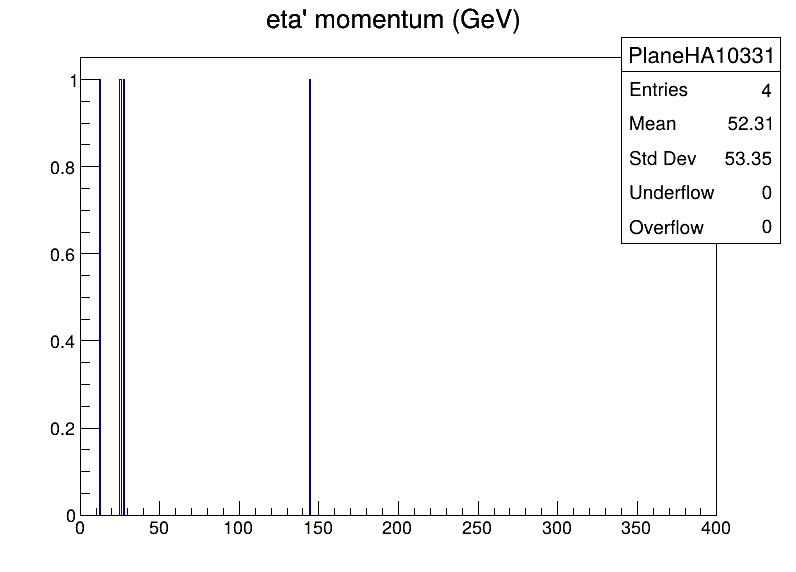 eta' momentum (GeV)
PlaneHA10331
Entries 4
Mean 52.31
Std Dev 53.35
Underflow 0
Overflow 0
1
0.8
0.6
0.4
0.2
0
0 50 100 150 200 250 300 350 400